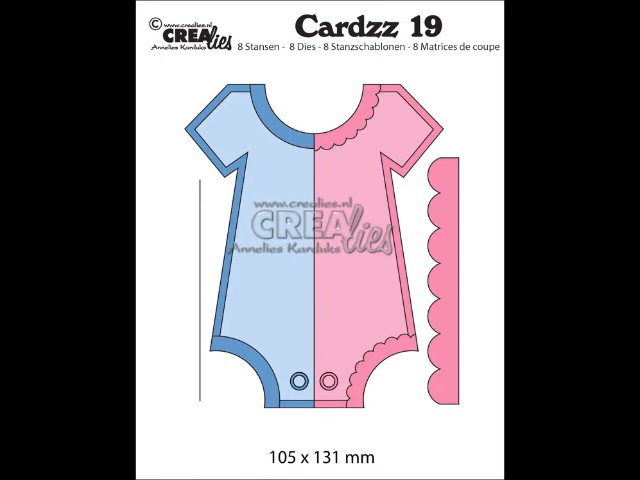 Cardzz 19
© www.crealies.nl
CREAlies
Annelies Karduks
8 Stansen - 8 Dies - 8 Stanzschablonen - 8 Matrices de coupe
www.crealies.nl
CREAlies
Annelies Karduks
105 x 131 mm